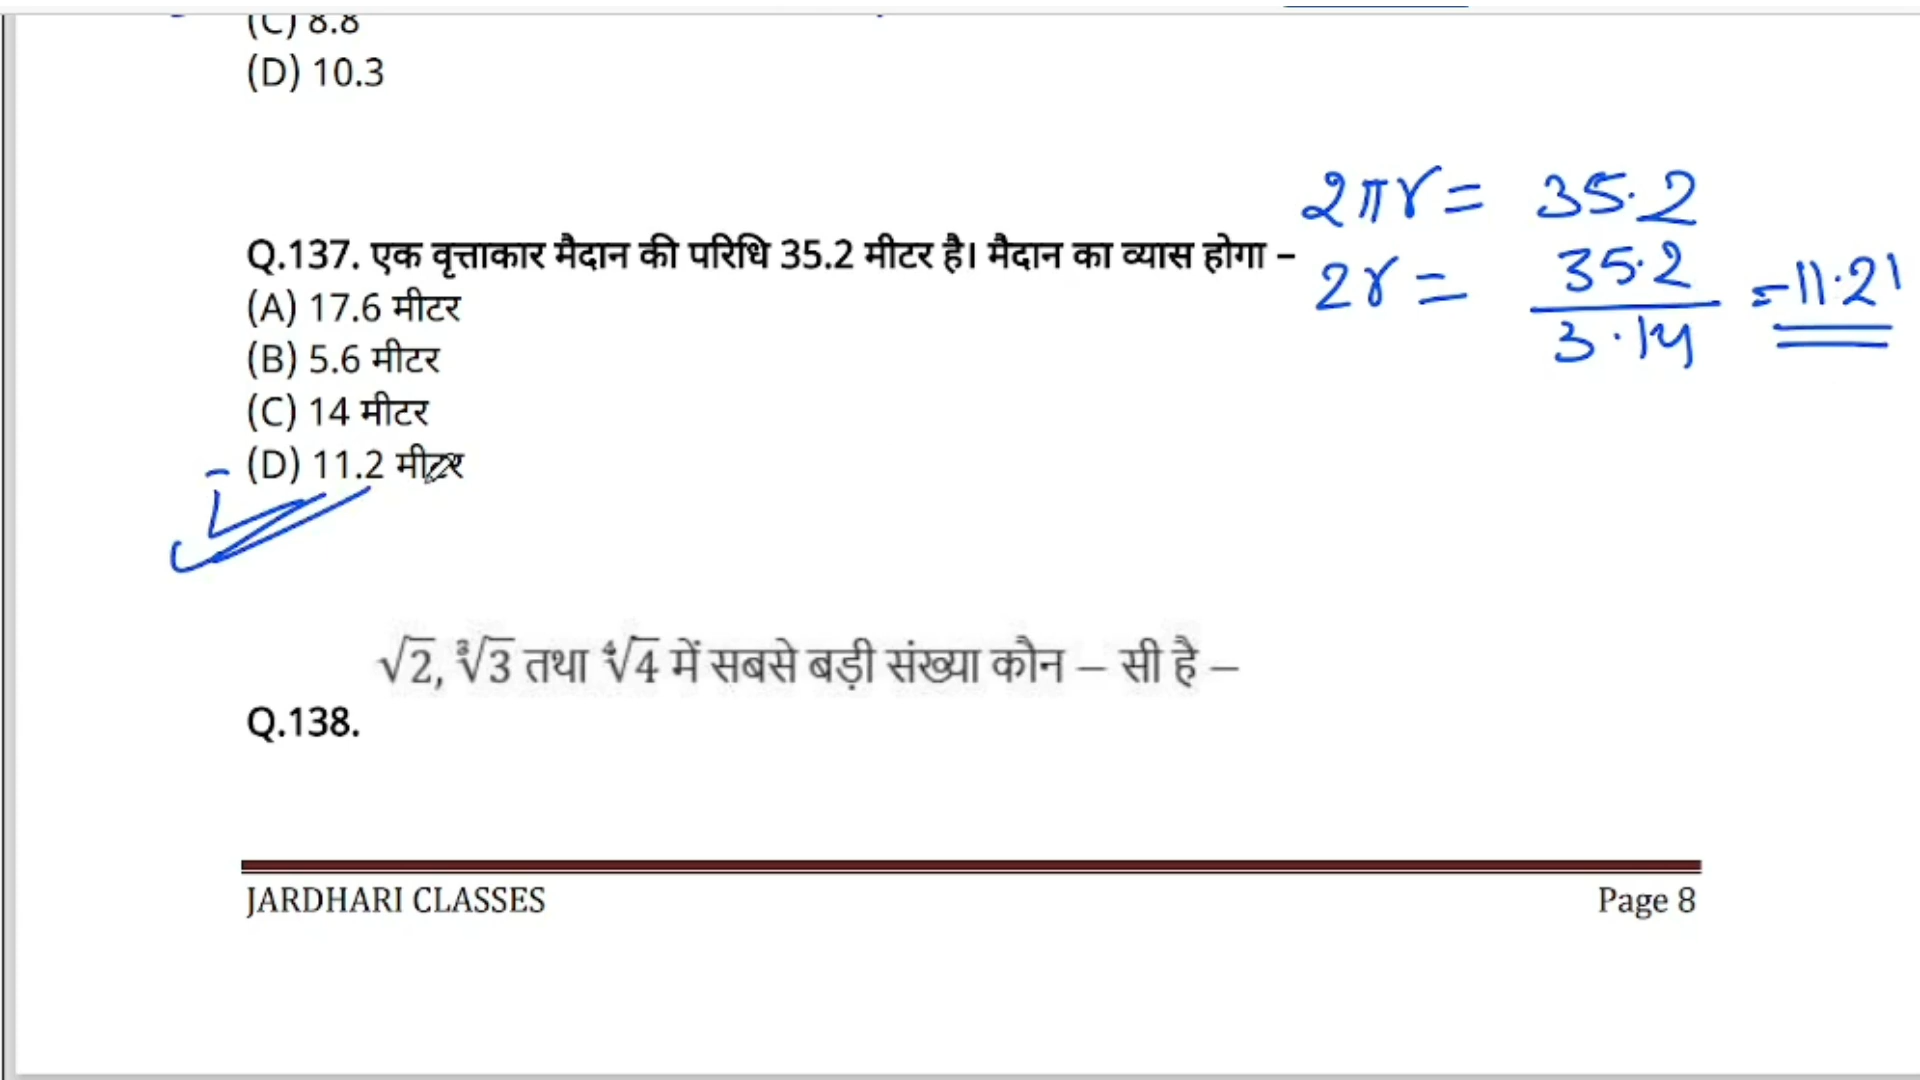 (C) 8.8
(D) 10.3
2πr = 35.2
Q.137. एक वृत्ताकार मैदान की परिधि 35.2 मीटर है। मैदान का व्यास होगा –
2r = 35.2 / 3.14 = 11.21
(A) 17.6 मीटर
(B) 5.6 मीटर
(C) 14 मीटर
(D) 11.2 मीटर
√2, ∛3 तथा ∜4 में सबसे बड़ी संख्या कौन – सी है –
Q.138.
JARDHARI CLASSES
Page 8